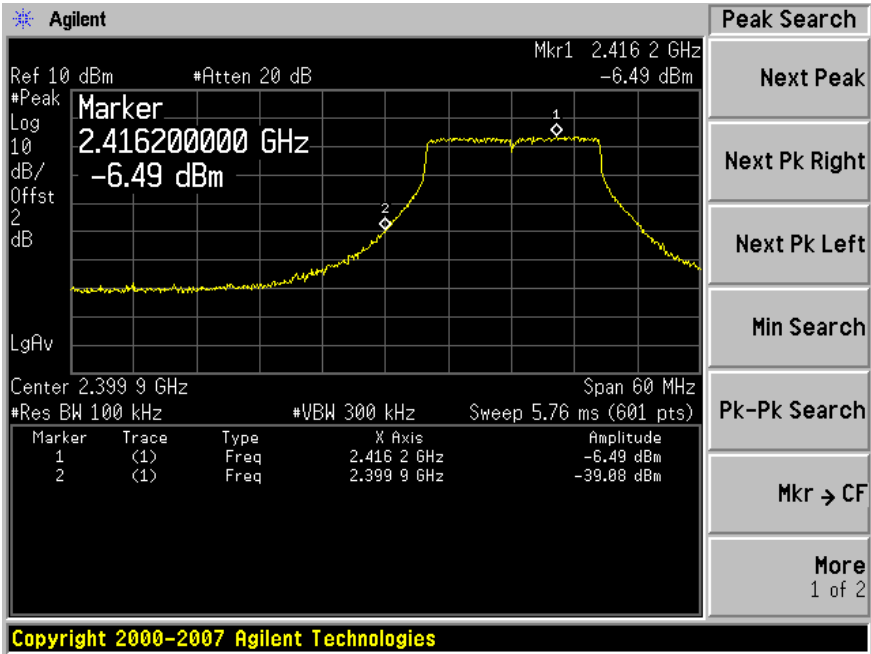 Agilent
Peak Search
Mkr1 2.416 2 GHz
Ref 10 dBm #Atten 20 dB -6.49 dBm
#Peak
Log
10
dB/
Offst
2
dB
LgAv
Marker
2.416200000 GHz
-6.49 dBm
1
2
Center 2.399 9 GHz Span 60 MHz
#Res BW 100 kHz #VBW 300 kHz Sweep 5.76 ms (601 pts)
Marker Trace Type X Axis Amplitude
1 (1) Freq 2.416 2 GHz -6.49 dBm
2 (1) Freq 2.399 9 GHz -39.08 dBm
Next Peak
Next Pk Right
Next Pk Left
Min Search
Pk-Pk Search
Mkr → CF
More
1 of 2
Copyright 2000-2007 Agilent Technologies